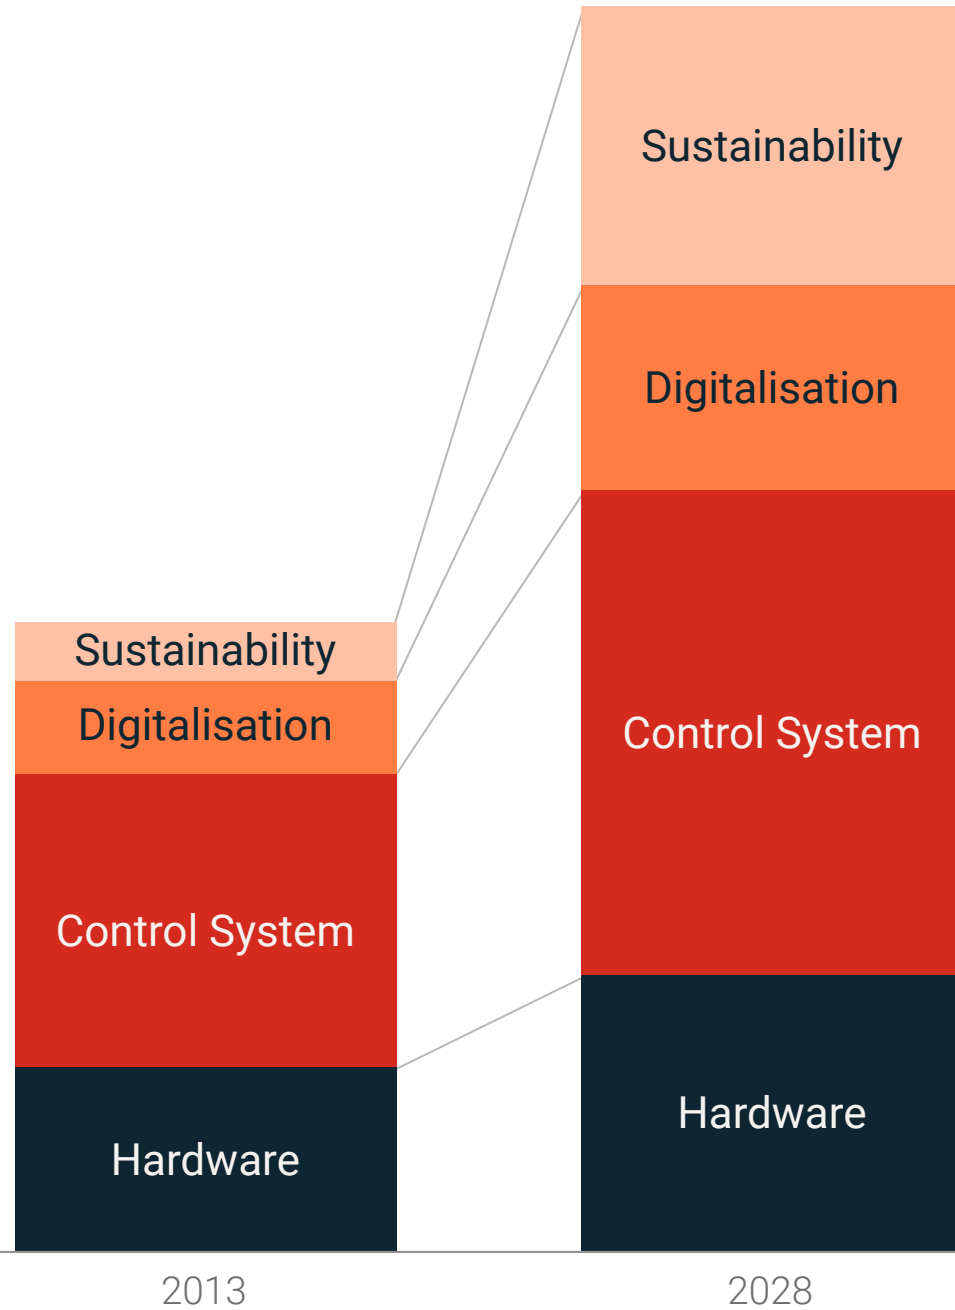 Sustainability
Digitalisation
Control System
Hardware
Sustainability
Digitalisation
Control System
Hardware
2013
2028